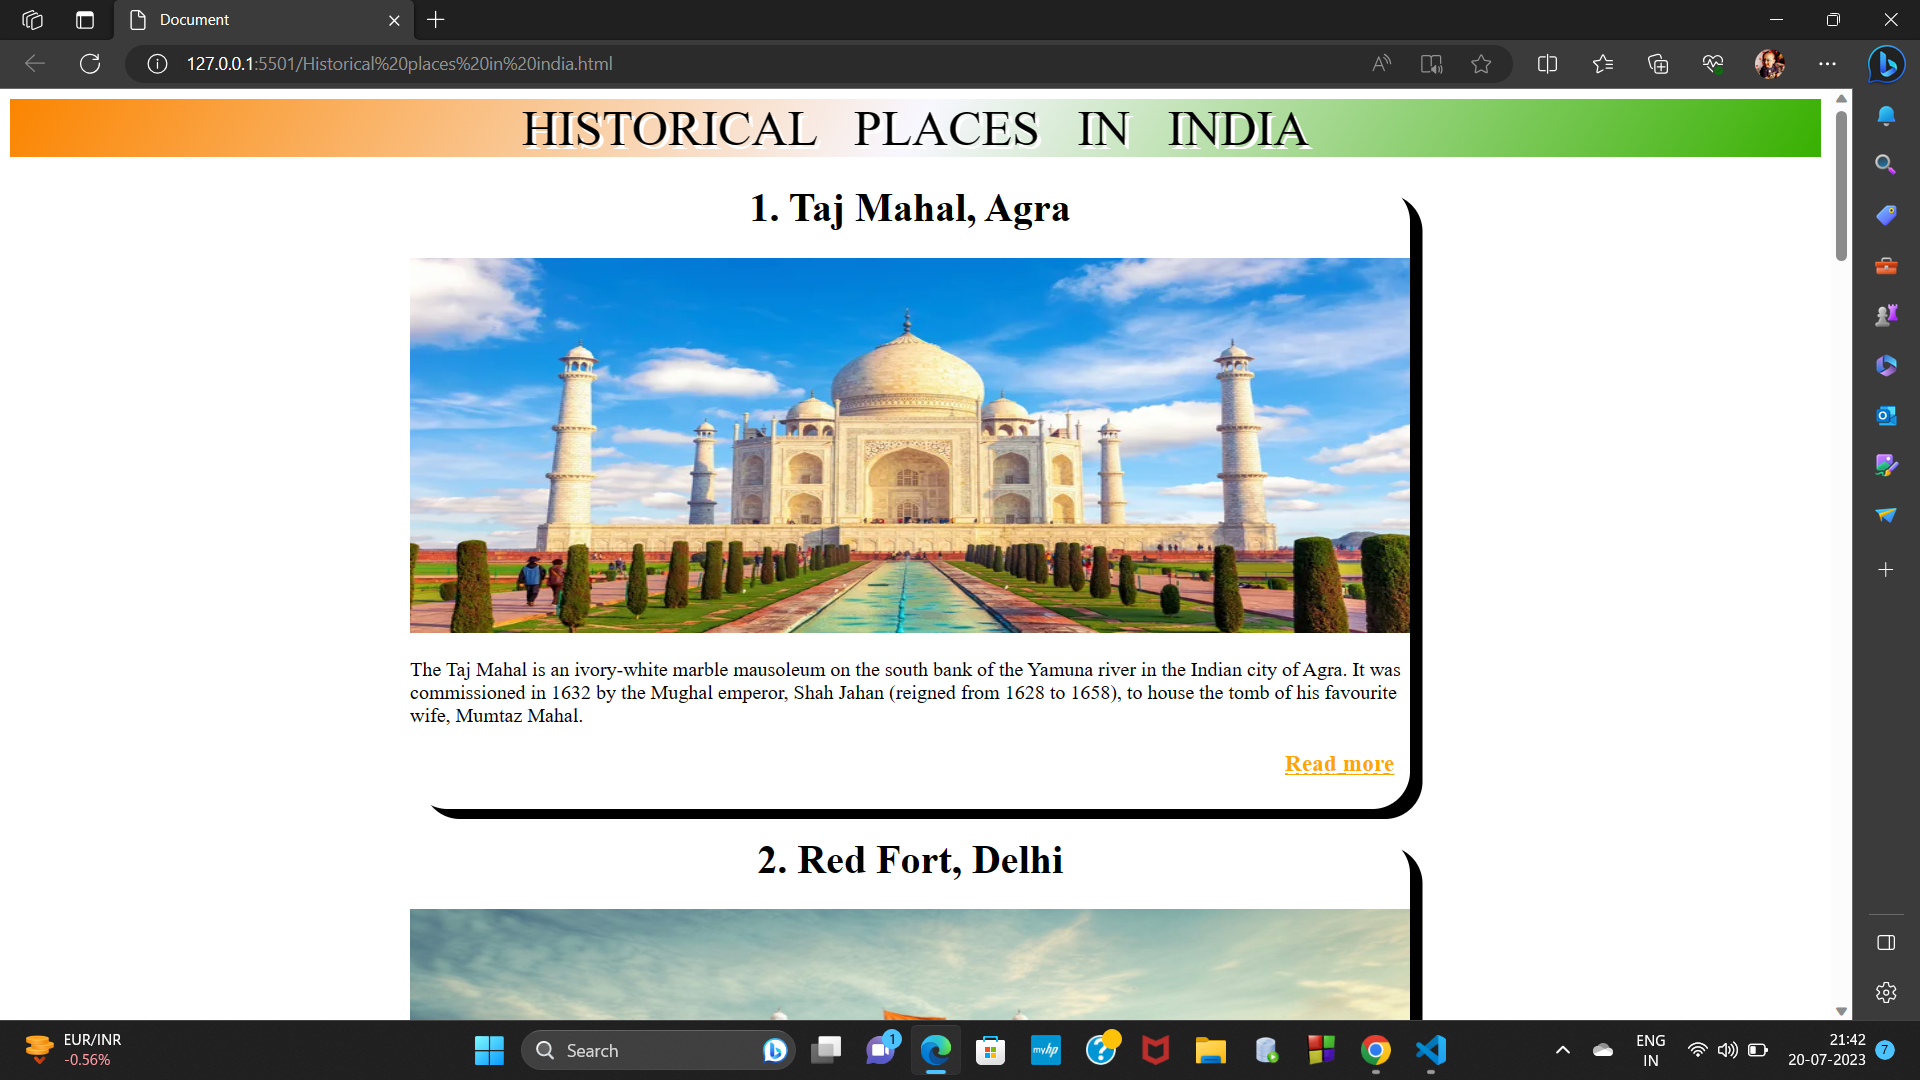 Document
127.0.0.1:5501/Historical%20places%20in%20india.html
HISTORICAL PLACES IN INDIA
1. Taj Mahal, Agra
The Taj Mahal is an ivory-white marble mausoleum on the south bank of the Yamuna river in the Indian city of Agra. It was
commissioned in 1632 by the Mughal emperor, Shah Jahan (reigned from 1628 to 1658), to house the tomb of his favourite
wife, Mumtaz Mahal.
Read more
2. Red Fort, Delhi
EUR/INR
-0.56%
Search
1
myhp
ENG
IN
21:42
20-07-2023
7